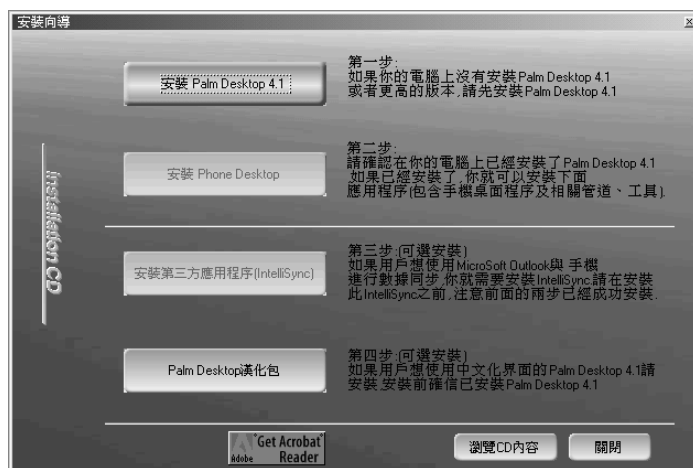 安裝向導
安裝 Palm Desktop 4.1
第一步:
如果你的電腦上沒有安裝Palm Desktop 4.1
或者更高的版本,請先安裝Palm Desktop 4.1
安裝 Phone Desktop
第二步:
請確認在你的電腦上已經安裝了Palm Desktop 4.1
,如果已經安裝了,你就可以安裝下面
應用程序(包含手機桌面程序及相關管道、工具).
Installation CD
安裝第三方應用程序(IntelliSync)
第三步:(可選安裝)
如果用戶想使用MicroSoft Outlook與 手機
進行數據同步,你就需要安裝IntelliSync.請在安裝
此IntelliSync之前,注意前面的兩步已經成功安裝.
Palm Desktop漢化包
第四步:(可選安裝)
如果用戶想使用中文化界面的Palm Desktop 4.1請
安裝,安裝前確信已安裝Palm Desktop 4.1
Adobe
Get Acrobat®
Reader
瀏覽CD內容
關閉